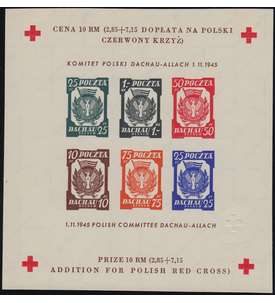 CENA 10 RM (2,85+7,15 DOPŁATA NA POLSKI
CZERWONY KRZYŻ)
KOMITET POLSKI DACHAU-ALLACH 1.11.1945
25 POCZTA
DACHAU
25
1- POCZTA
DACHAU
1-
50 POCZTA
DACHAU
50
10 POCZTA
DACHAU
10
75 POCZTA
DACHAU
75
25 POCZTA
DACHAU
25
1.11.1945 POLISH COMMITTEE DACHAU-ALLACH
PRIZE 10 RM (2,85+7,15
ADDITION FOR POLISH RED CROSS)